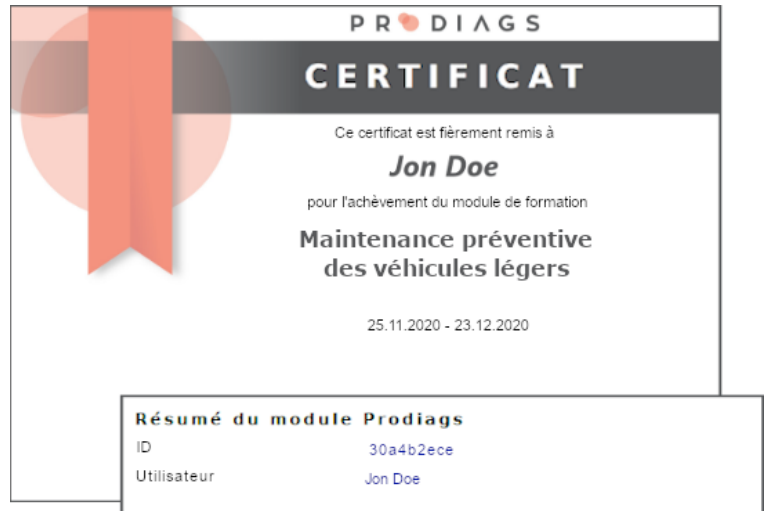 PRODIAGS
CERTIFICAT
Ce certificat est fièrement remis à
Jon Doe
pour l'achèvement du module de formation
Maintenance préventive
des véhicules légers
25.11.2020 - 23.12.2020
Résumé du module Prodiags
ID 30a4b2ece
Utilisateur Jon Doe